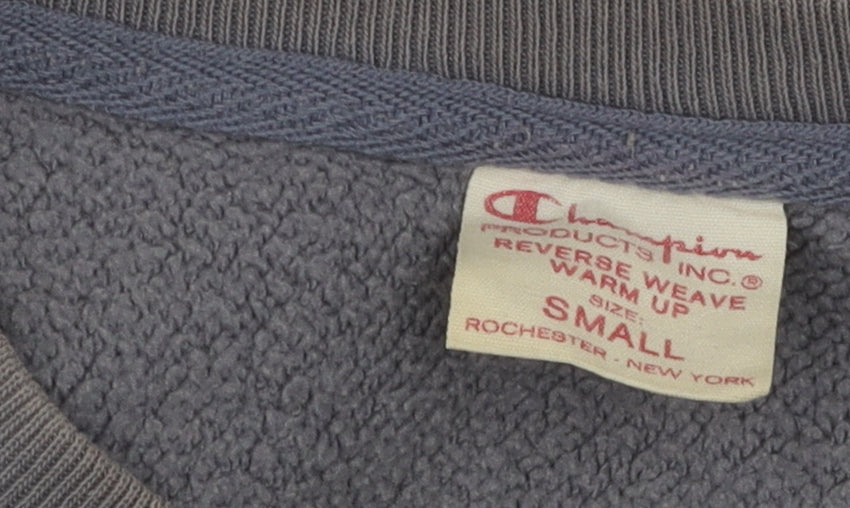 Champion
PRODUCTS INC.®
REVERSE WEAVE
WARM UP
SIZE:
SMALL
ROCHESTER - NEW YORK